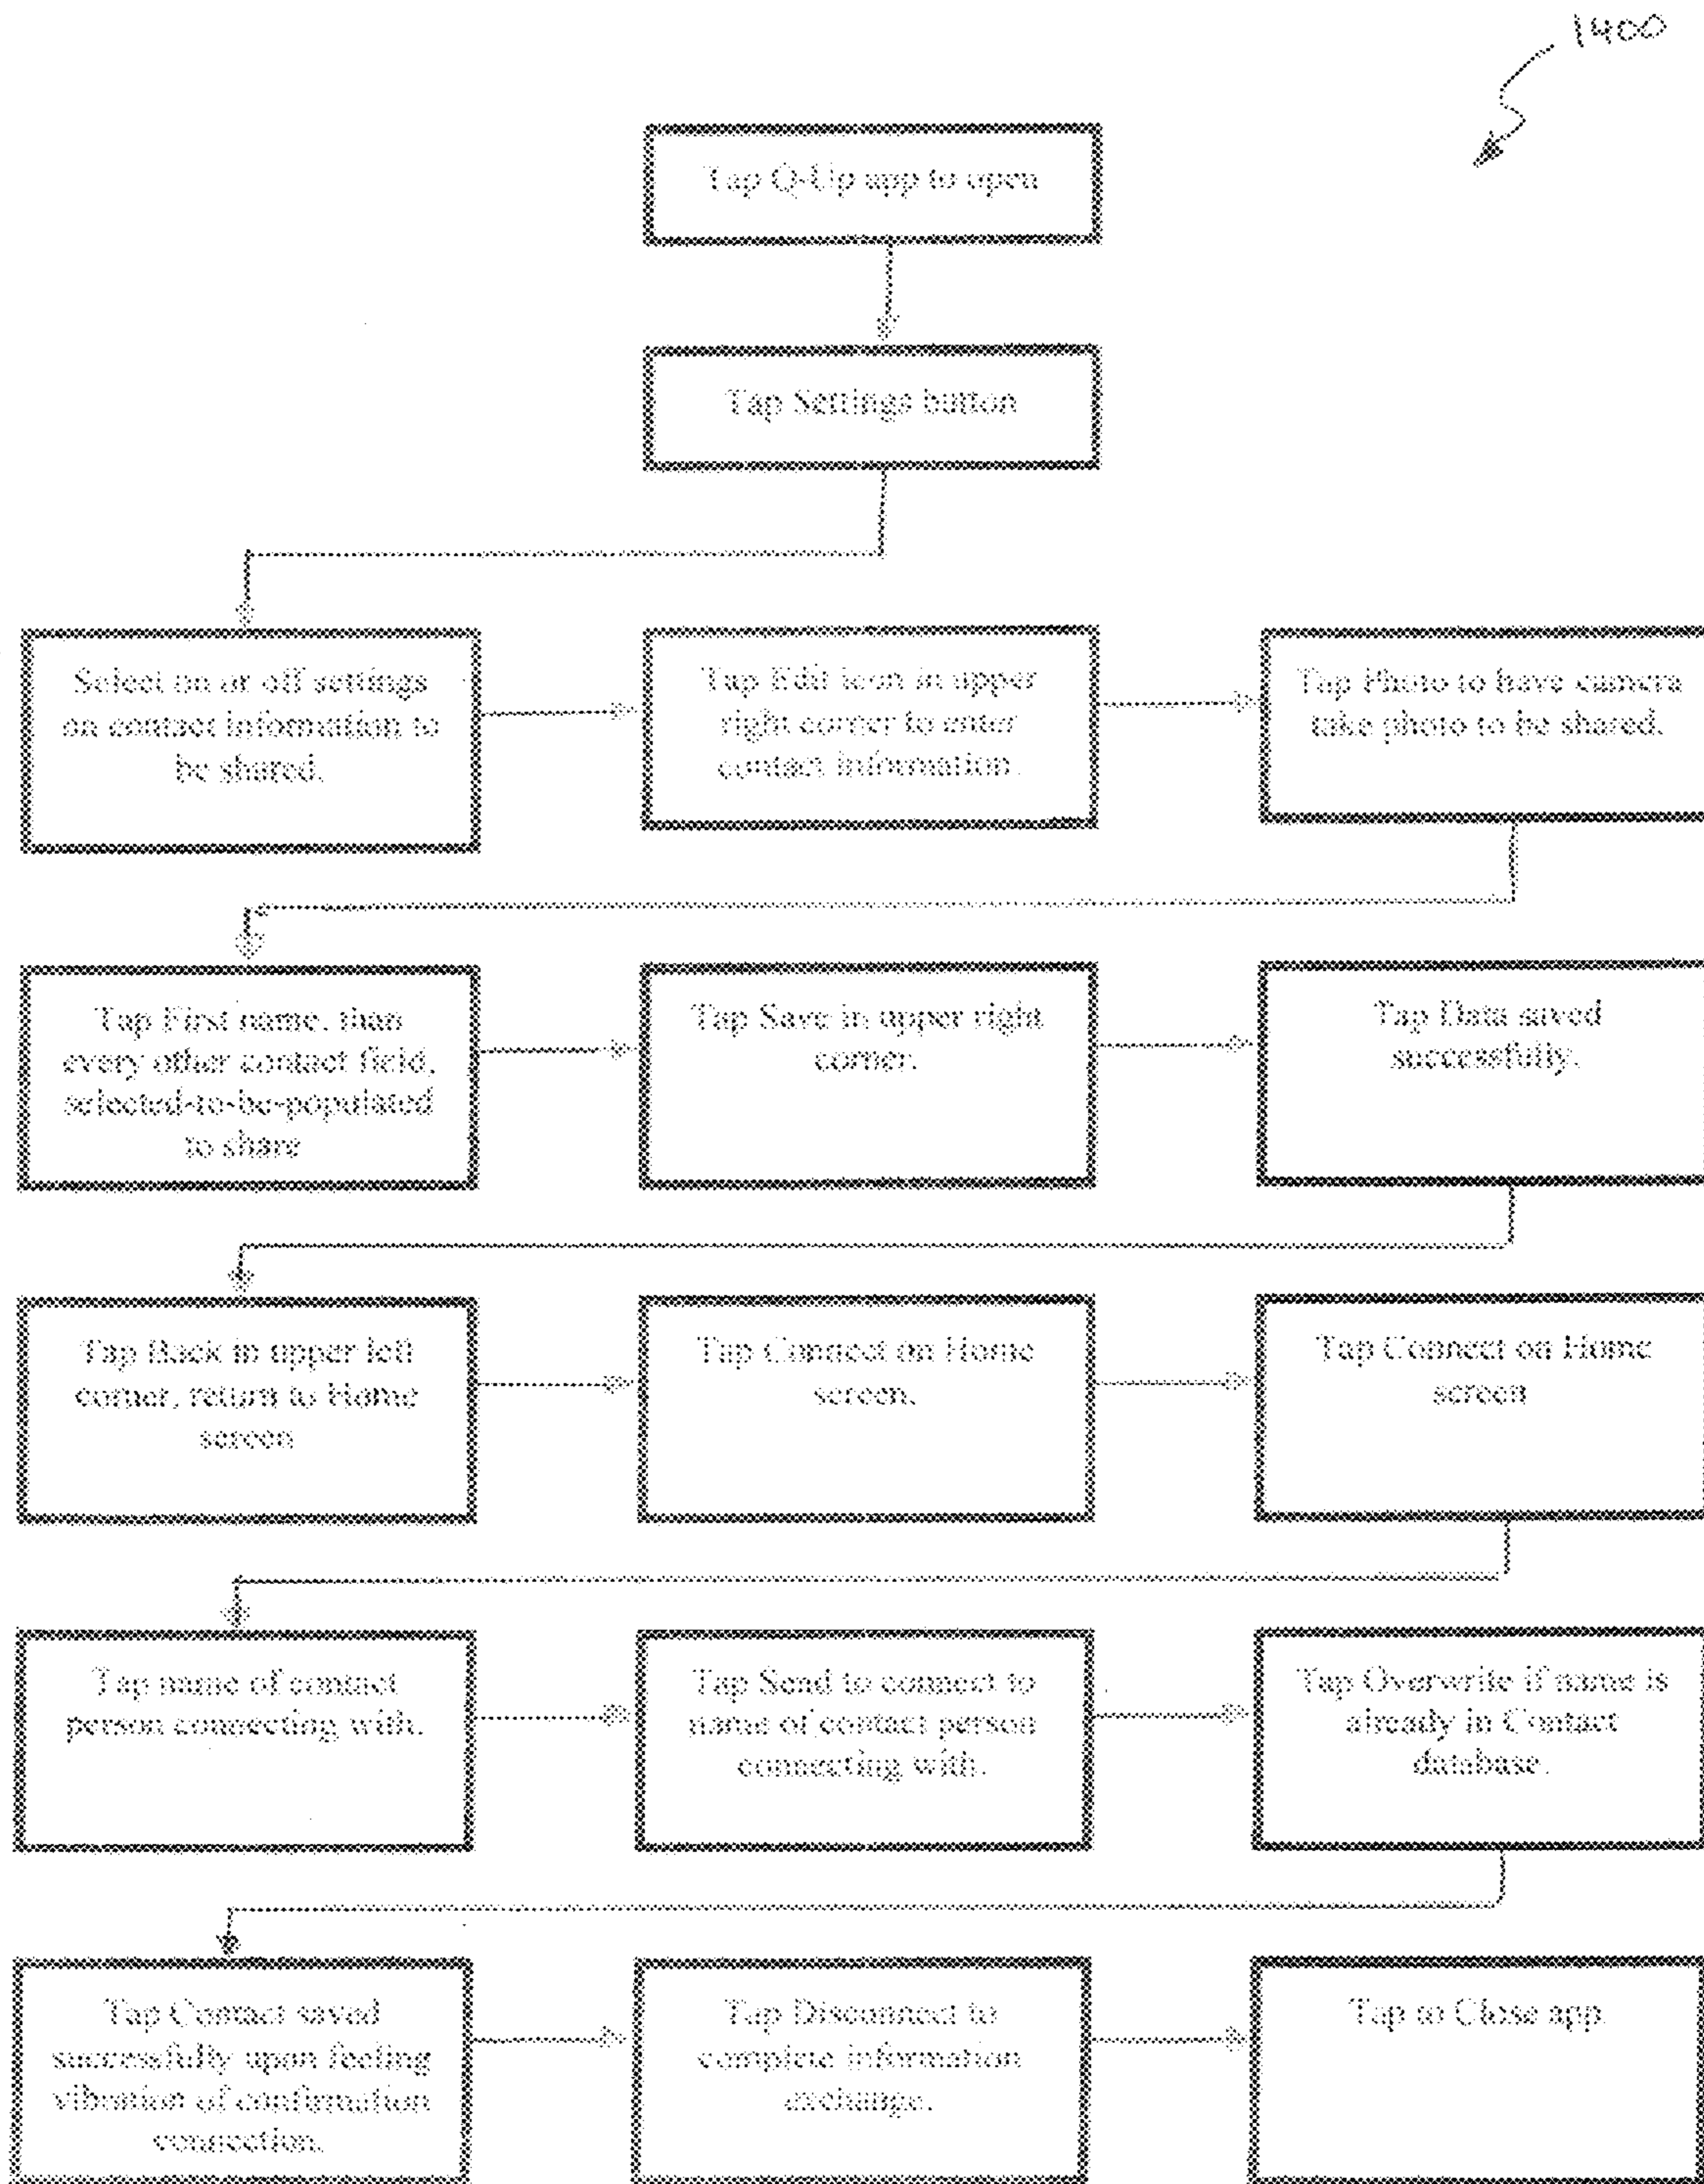 1400
Tap Q-Up app to open
Tap Settings button
Select on or off settings
on contact information to
be shared.
Tap Edit icon in upper
right corner to enter
contact information.
Tap Photo to have camera
take photo to be shared.
Tap First name, than
every other contact field,
selected-to-be-populated
to share
Tap Save in upper right
corner.
Tap Data saved
successfully.
Tap Back in upper left
corner, return to Home
screen
Tap Connect on Home
screen.
Tap Connect on Home
screen
Tap name of contact
person connecting with.
Tap Send to connect to
name of contact person
connecting with.
Tap Overwrite if name is
already in Contact
database.
Tap Contact saved
successfully upon feeling
vibration of confirmation
connection.
Tap Disconnect to
complete information
exchange.
Tap to Close app